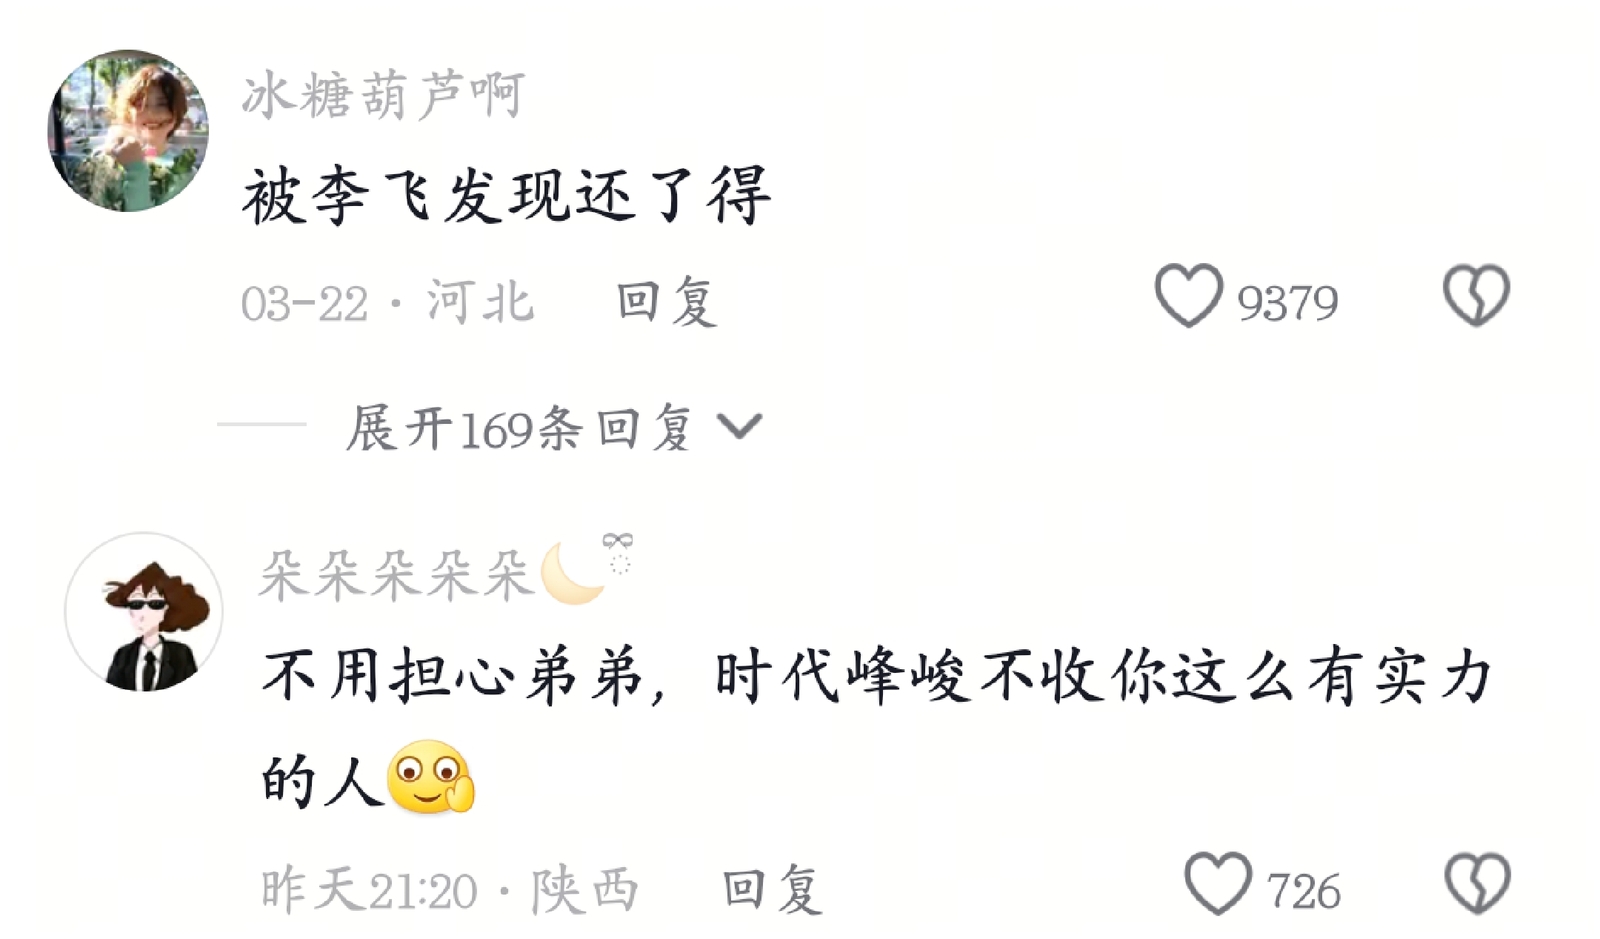 冰糖葫芦啊
被李飞发现还了得
03-22 · 河北 回复 9379
展开169条回复
朵朵朵朵朵🌙
不用担心弟弟，时代峰峻不收你这么有实力
的人
昨天21:20 · 陕西 回复 726